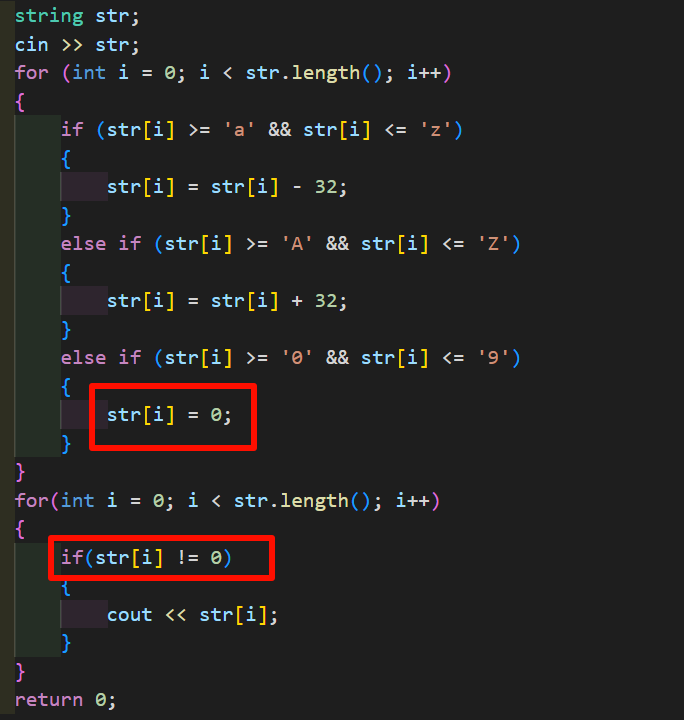 string str;
cin >> str;
for (int i = 0; i < str.length(); i++)
{
if (str[i] >= 'a' && str[i] <= 'z')
{
str[i] = str[i] - 32;
}
else if (str[i] >= 'A' && str[i] <= 'Z')
{
str[i] = str[i] + 32;
}
else if (str[i] >= '0' && str[i] <= '9')
{
str[i] = 0;
}
}
for(int i = 0; i < str.length(); i++)
{
if(str[i] != 0)
{
cout << str[i];
}
}
return 0;